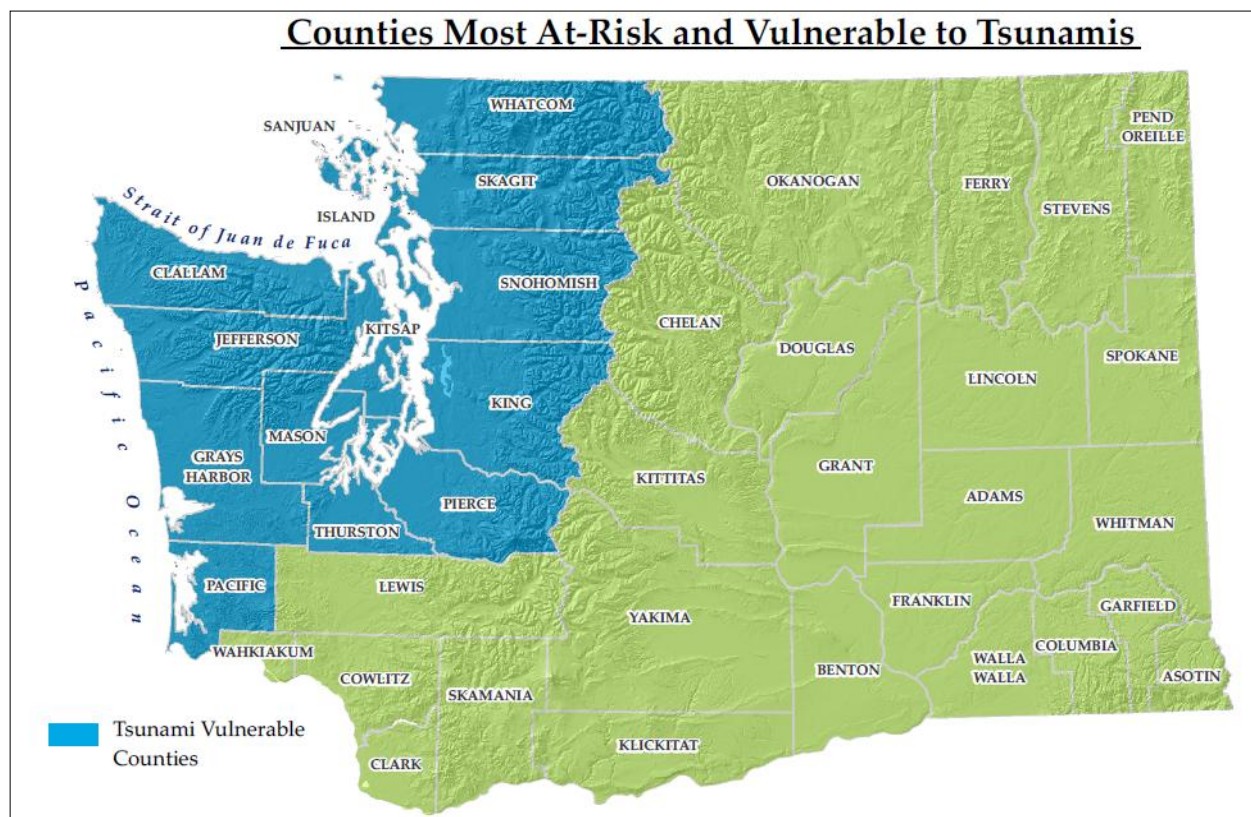 Counties Most At-Risk and Vulnerable to Tsunamis
WHATCOM
SANJUAN
PEND
OREILLE
SKAGIT
OKANOGAN
FERRY
STEVENS
ISLAND
Strait of Juan de Fuca
CLALLAM
SNOHOMISH
Pacific Ocean
JEFFERSON
KITSAP
CHELAN
DOUGLAS
SPOKANE
LINCOLN
KING
MASON
GRAYS
HARBOR
KITTITAS
GRANT
ADAMS
PIERCE
WHITMAN
THURSTON
PACIFIC
LEWIS
FRANKLIN
GARFIELD
YAKIMA
COLUMBIA
WAHKIAKUM
WALLA
WALLA
BENTON
COWLITZ
SKAMANIA
ASOTIN
Tsunami Vulnerable
Counties
KLICKITAT
CLARK